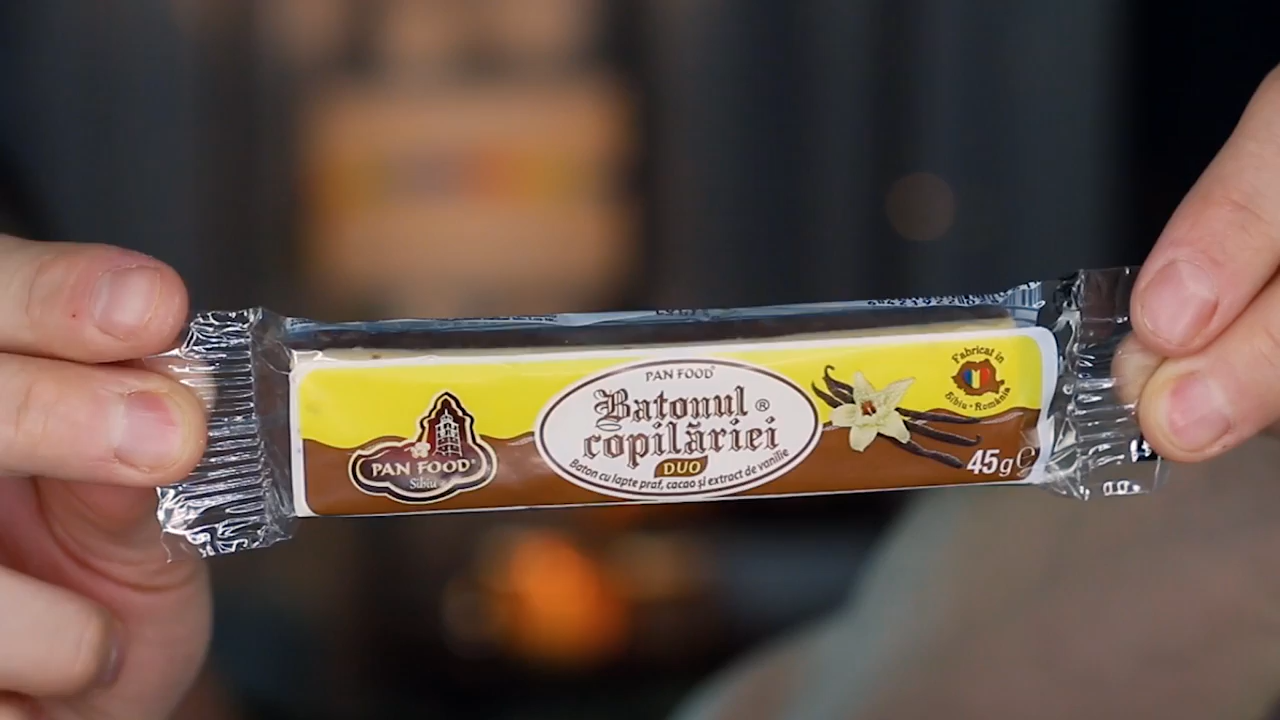 PAN FOOD®
Batonul ®
copilăriei
DUO
Baton cu lapte praf, cacao și extract de vanilie
PAN FOOD®
Sibiu
Fabricat în
Sibiu • România
45g e